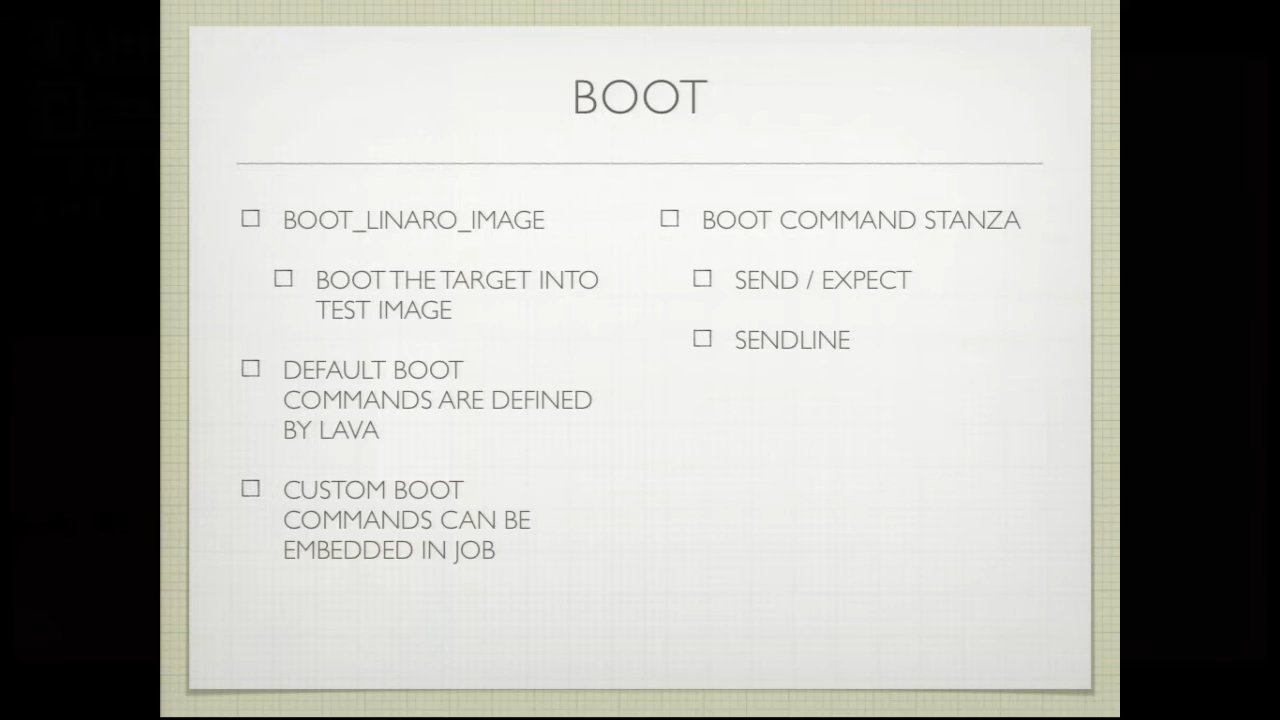 BOOT
BOOT_LINARO_IMAGE
BOOT THE TARGET INTO
TEST IMAGE
DEFAULT BOOT
COMMANDS ARE DEFINED
BY LAVA
CUSTOM BOOT
COMMANDS CAN BE
EMBEDDED IN JOB
BOOT COMMAND STANZA
SEND / EXPECT
SENDLINE